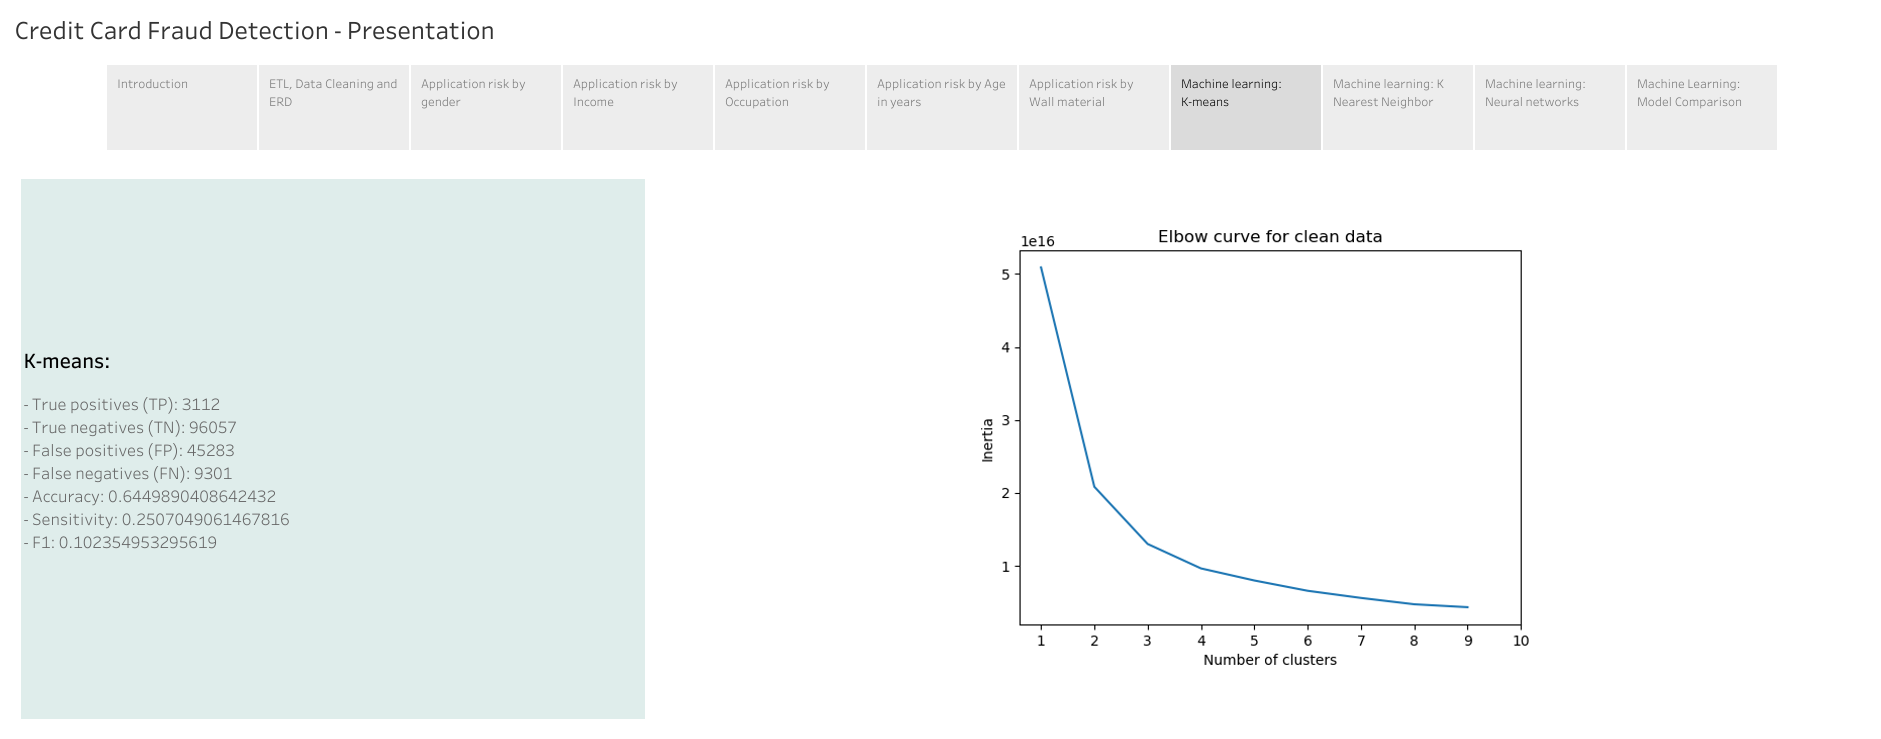 Credit Card Fraud Detection - Presentation
Introduction
ETL, Data Cleaning and
ERD
Application risk by
gender
Application risk by
Income
Application risk by
Occupation
Application risk by Age
in years
Application risk by
Wall material
Machine learning:
K-means
Machine learning: K
Nearest Neighbor
Machine learning:
Neural networks
Machine Learning:
Model Comparison
K-means:
- True positives (TP): 3112
- True negatives (TN): 96057
- False positives (FP): 45283
- False negatives (FN): 9301
- Accuracy: 0.6449890408642432
- Sensitivity: 0.2507049061467816
- F1: 0.102354953295619
Elbow curve for clean data
1e16
5
4
3
2
1
Inertia
1 2 3 4 5 6 7 8 9 10
Number of clusters